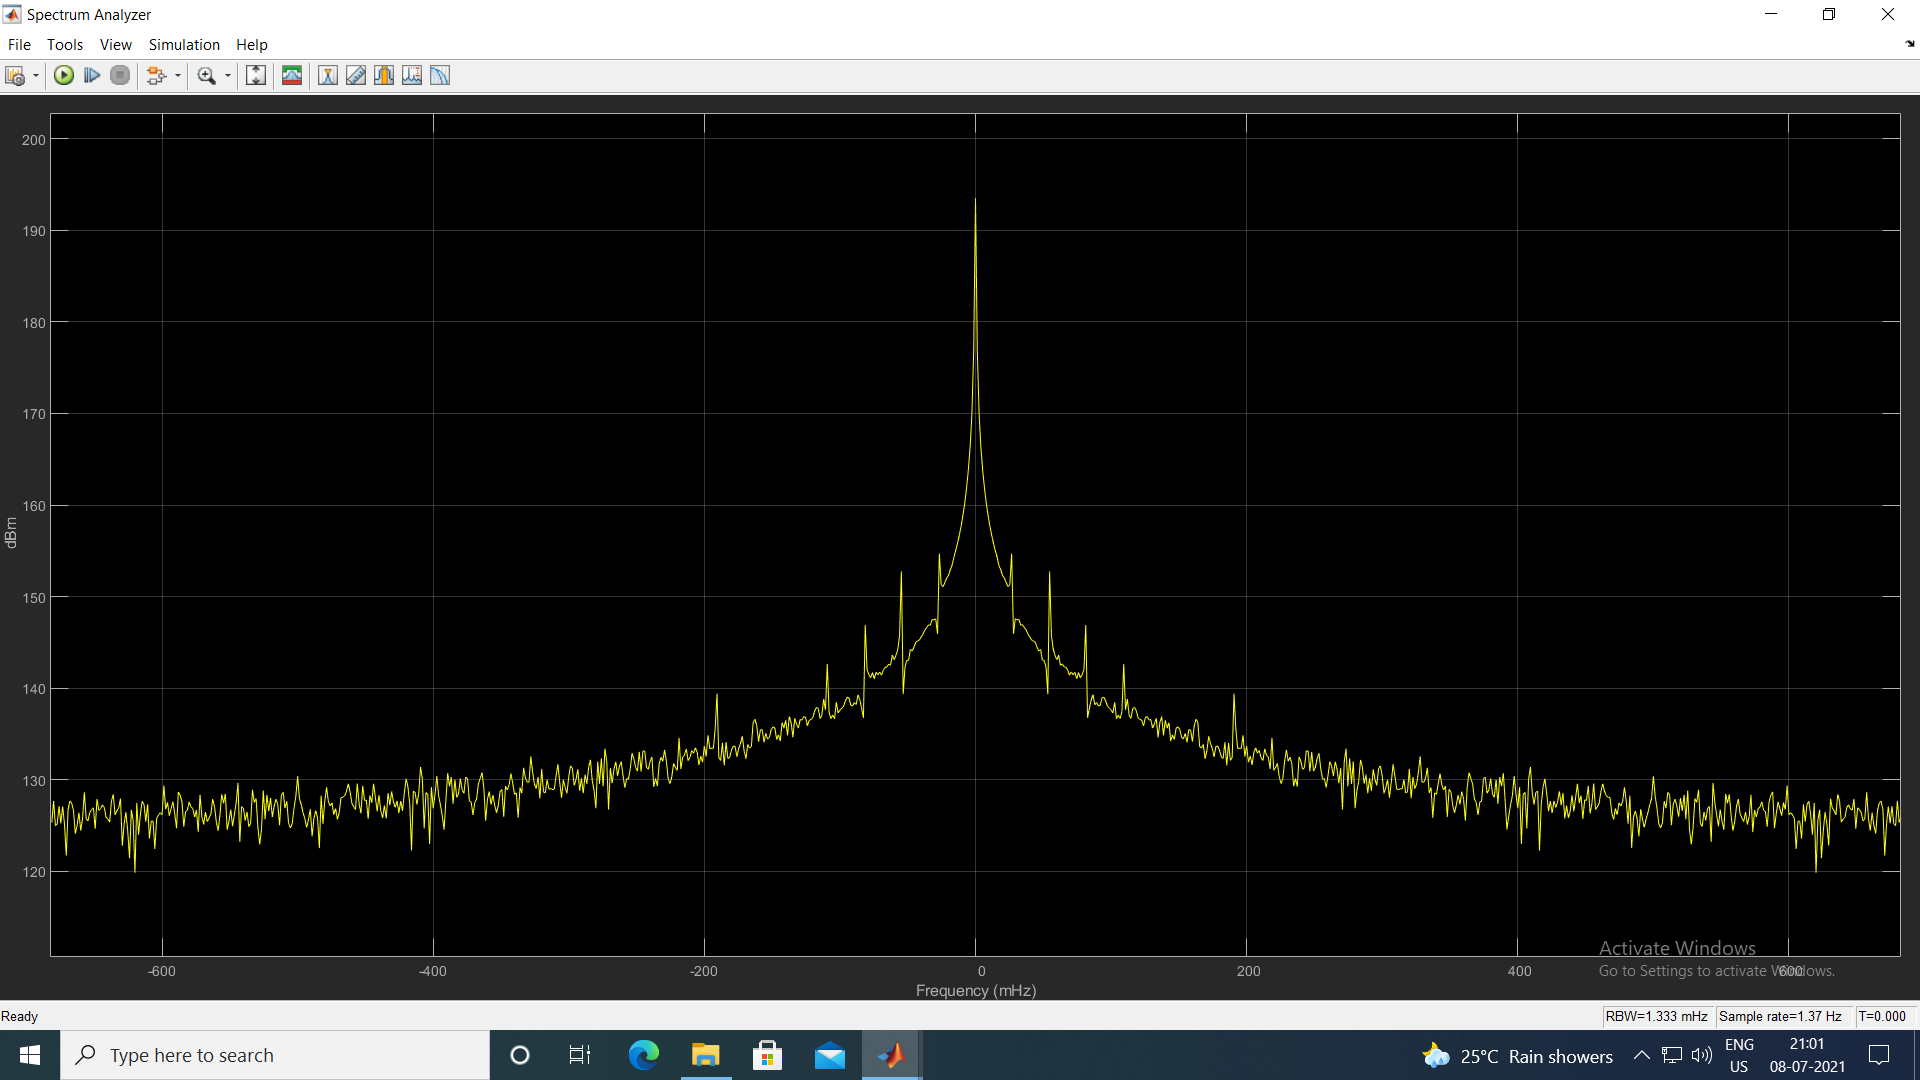 Spectrum Analyzer
File Tools View Simulation Help
200
190
180
170
160
150
140
130
120
dBm
-600 -400 -200 0 200 400 600
Frequency (mHz)
Activate Windows
Go to Settings to activate Windows.
Ready RBW=1.333 mHz Sample rate=1.37 Hz T=0.000
Type here to search 25°C Rain showers ENG US 21:01 08-07-2021